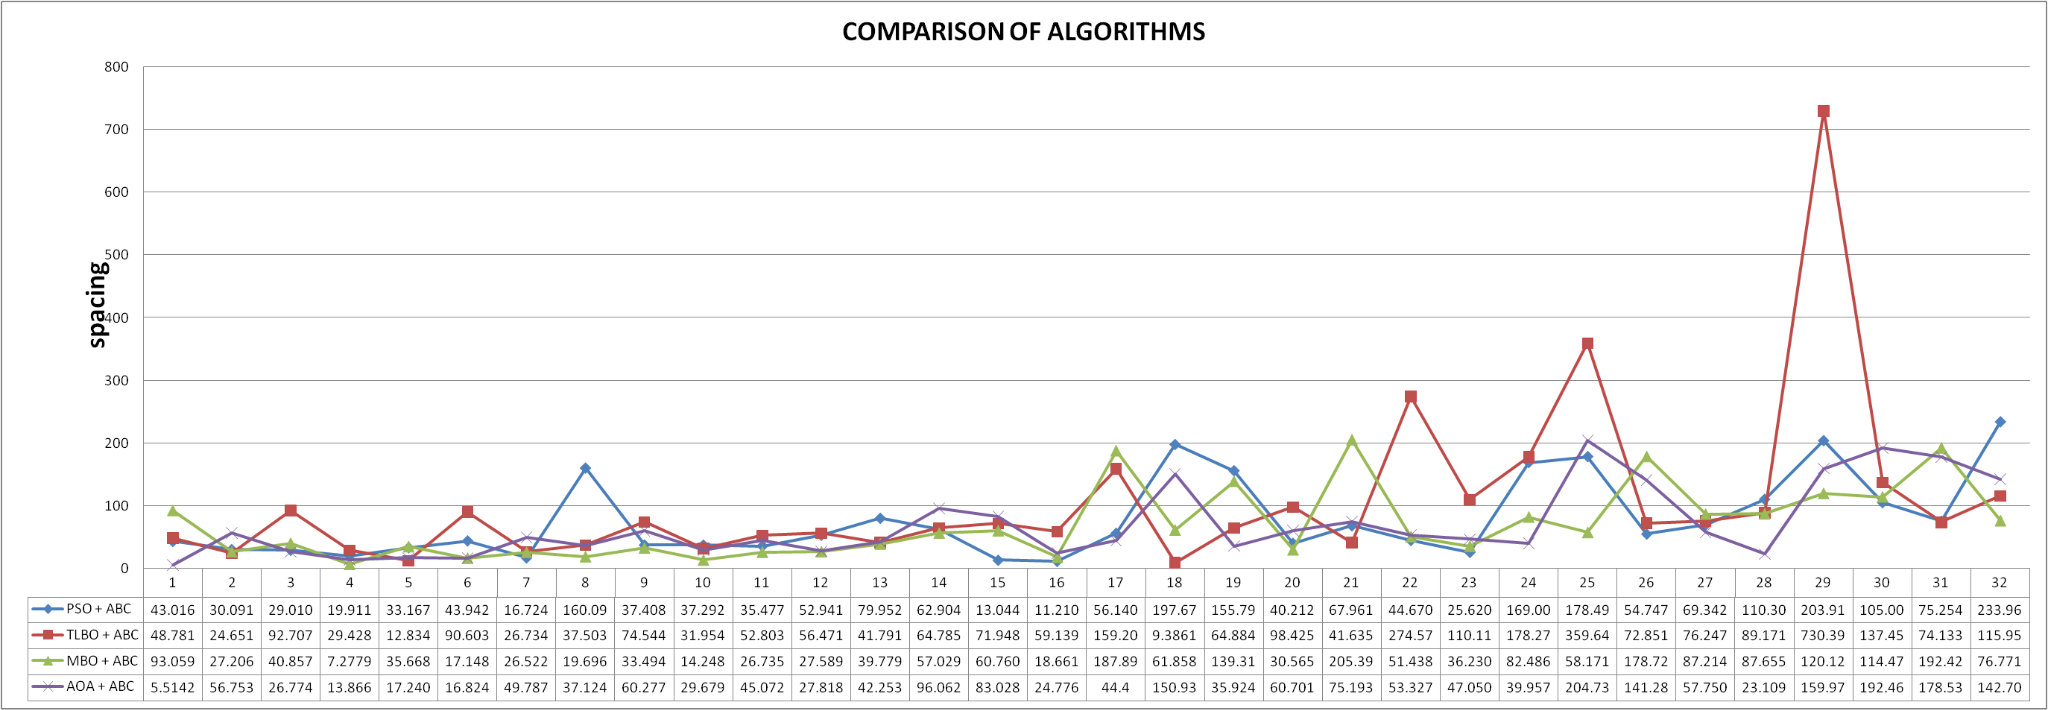 COMPARISON OF ALGORITHMS
800
700
600
500
400
300
200
100
0
spacing
1 2 3 4 5 6 7 8 9 10 11 12 13 14 15 16 17 18 19 20 21 22 23 24 25 26 27 28 29 30 31 32
PSO + ABC 43.016 30.091 29.010 19.911 33.167 43.942 16.724 160.09 37.408 37.292 35.477 52.941 79.952 62.904 13.044 11.210 56.140 197.67 155.79 40.212 67.961 44.670 25.620 169.00 178.49 54.747 69.342 110.30 203.91 105.00 75.254 233.96
TLBO + ABC 48.781 24.651 92.707 29.428 12.834 90.603 26.734 37.503 74.544 31.954 52.803 56.471 41.791 64.785 71.948 59.139 159.20 9.3861 64.884 98.425 41.635 274.57 110.11 178.27 359.64 72.851 76.247 89.171 730.39 137.45 74.133 115.95
MBO + ABC 93.059 27.206 40.857 7.2779 35.668 17.148 26.522 19.696 33.494 14.248 26.735 27.589 39.779 57.029 60.760 18.661 187.89 61.858 139.31 30.565 205.39 51.438 36.230 82.486 58.171 178.72 87.214 87.655 120.12 114.47 192.42 76.771
AOA + ABC 5.5142 56.753 26.774 13.866 17.240 16.824 49.787 37.124 60.277 29.679 45.072 27.818 42.253 96.062 83.028 24.776 44.4 150.93 35.924 60.701 75.193 53.327 47.050 39.957 204.73 141.28 57.750 23.109 159.97 192.46 178.53 142.70